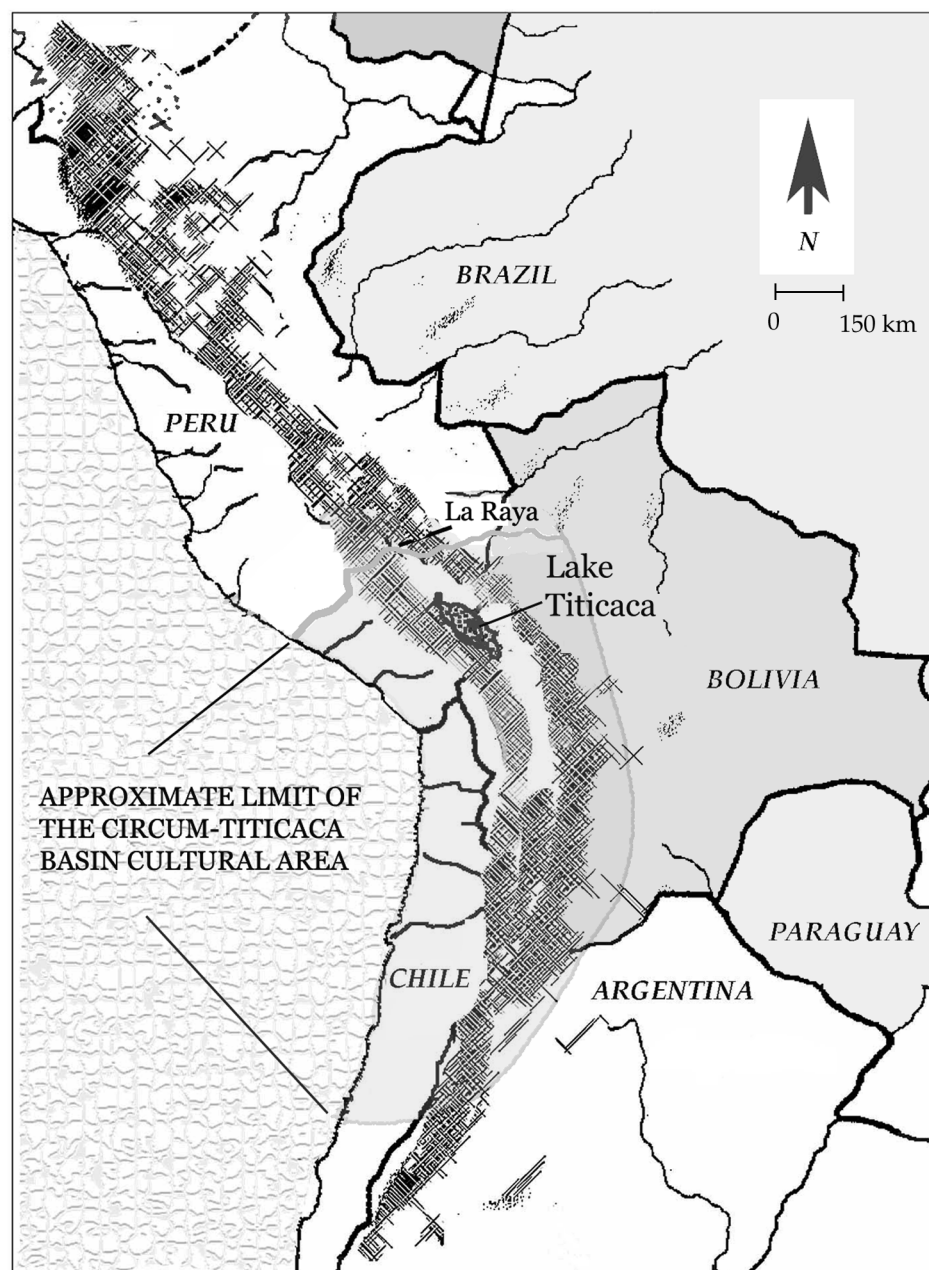 N
0 150 km
BRAZIL
PERU
La Raya
Lake
Titicaca
BOLIVIA
APPROXIMATE LIMIT OF
THE CIRCUM-TITICACA
BASIN CULTURAL AREA
PARAGUAY
CHILE
ARGENTINA